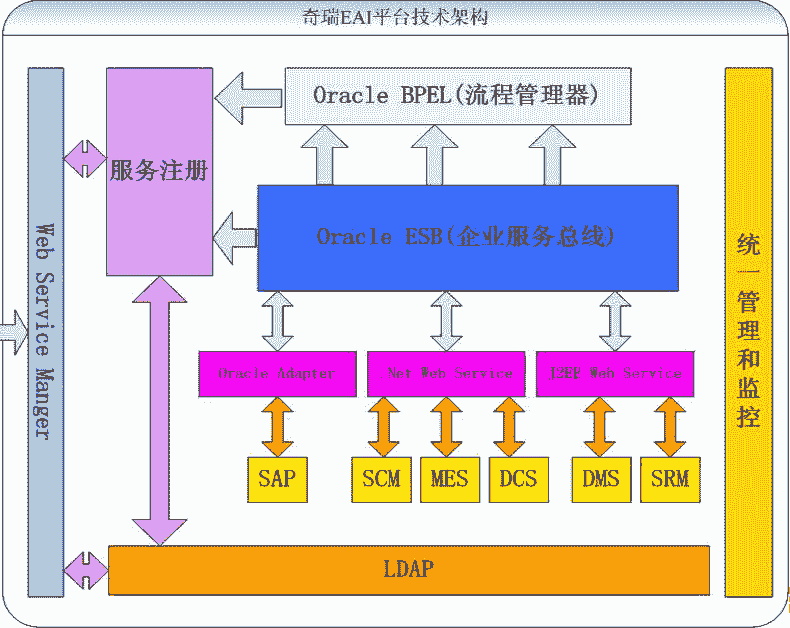 奇瑞EAI平台技术架构
Oracle BPEL(流程管理器)
服务注册
Oracle ESB(企业服务总线)
Web Service Manger
统一管理和监控
Oracle Adapter
Net Web Service
J2EE Web Service
SAP
SCM
MES
DCS
DMS
SRM
LDAP